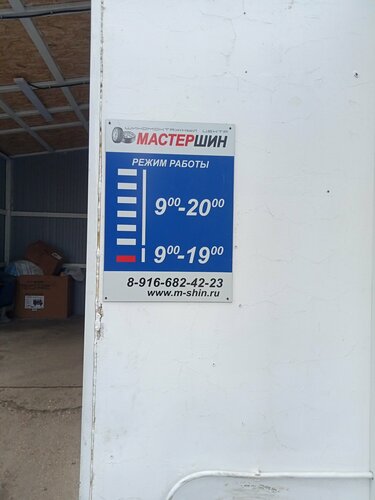 ШИНОМОНТАЖНЫЙ ЦЕНТР
МАСТЕРШИН
РЕЖИМ РАБОТЫ
9⁰⁰-20⁰⁰
9⁰⁰-19⁰⁰
8-916-682-42-23
www.m-shin.ru